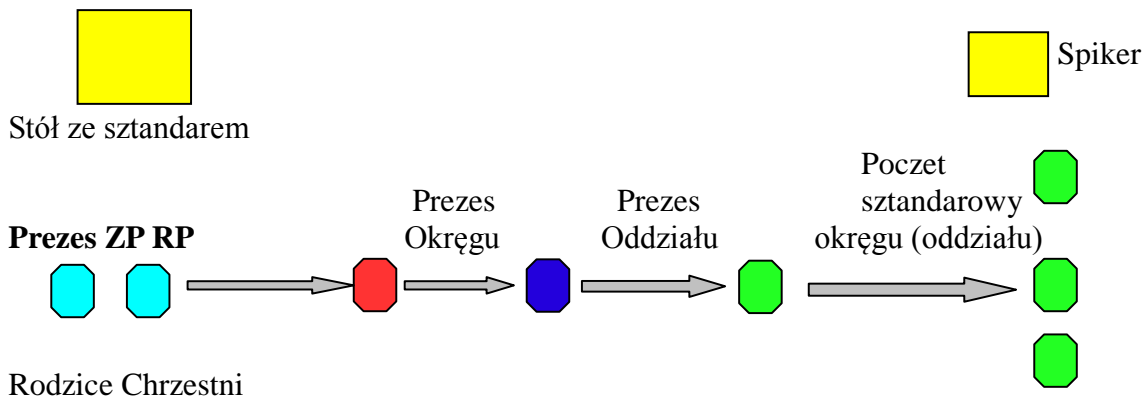 Spiker
Stół ze sztandarem
Prezes ZP RP
Prezes
Okręgu
Prezes
Oddziału
Poczet
sztandarowy
okręgu (oddziału)
Rodzice Chrzestni